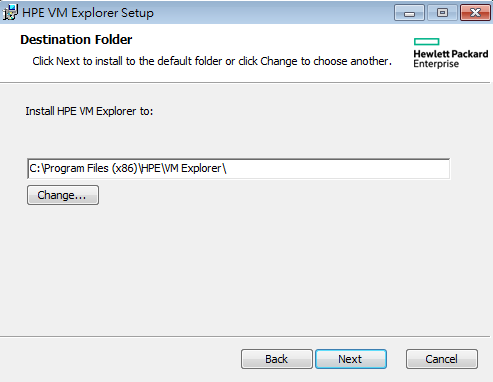 HPE VM Explorer Setup
Destination Folder
Click Next to install to the default folder or click Change to choose another.
Hewlett Packard
Enterprise
Install HPE VM Explorer to:
C:\Program Files (x86)\HPE\VM Explorer\
Change...
Back
Next
Cancel